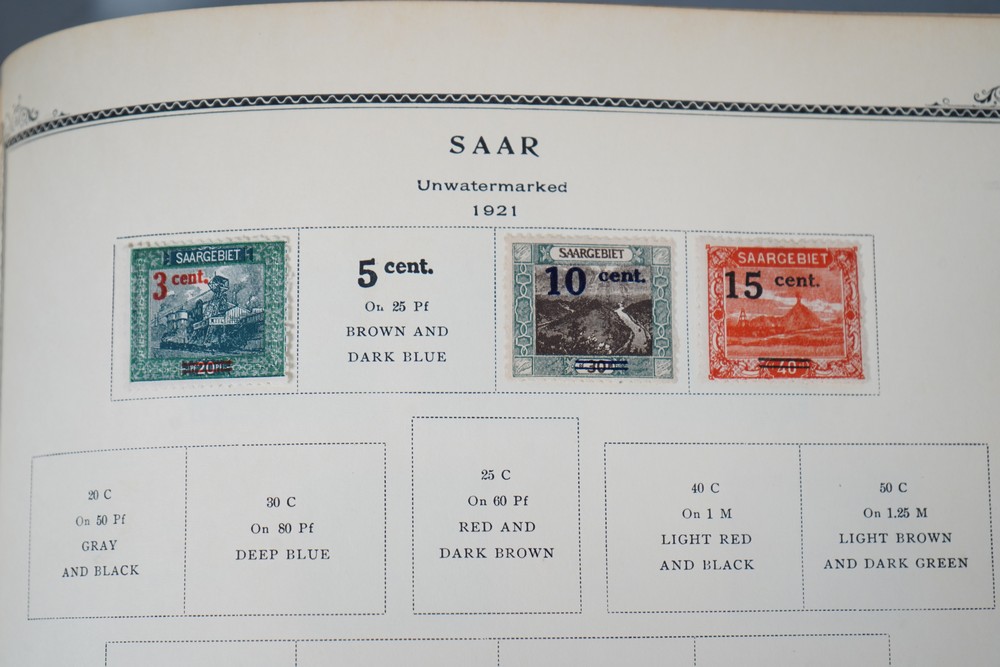 SAAR
Unwatermarked
1921
SAARGEBIET
3 cent.
20
5 cent.
On 25 Pf
BROWN AND
DARK BLUE
SAARGEBIET
10 cent.
30
SAARGEBIET
15 cent.
40
20 C
On 50 Pf
GRAY
AND BLACK
30 C
On 80 Pf
DEEP BLUE
25 C
On 60 Pf
RED AND
DARK BROWN
40 C
On 1 M
LIGHT RED
AND BLACK
50 C
On 1.25 M
LIGHT BROWN
AND DARK GREEN